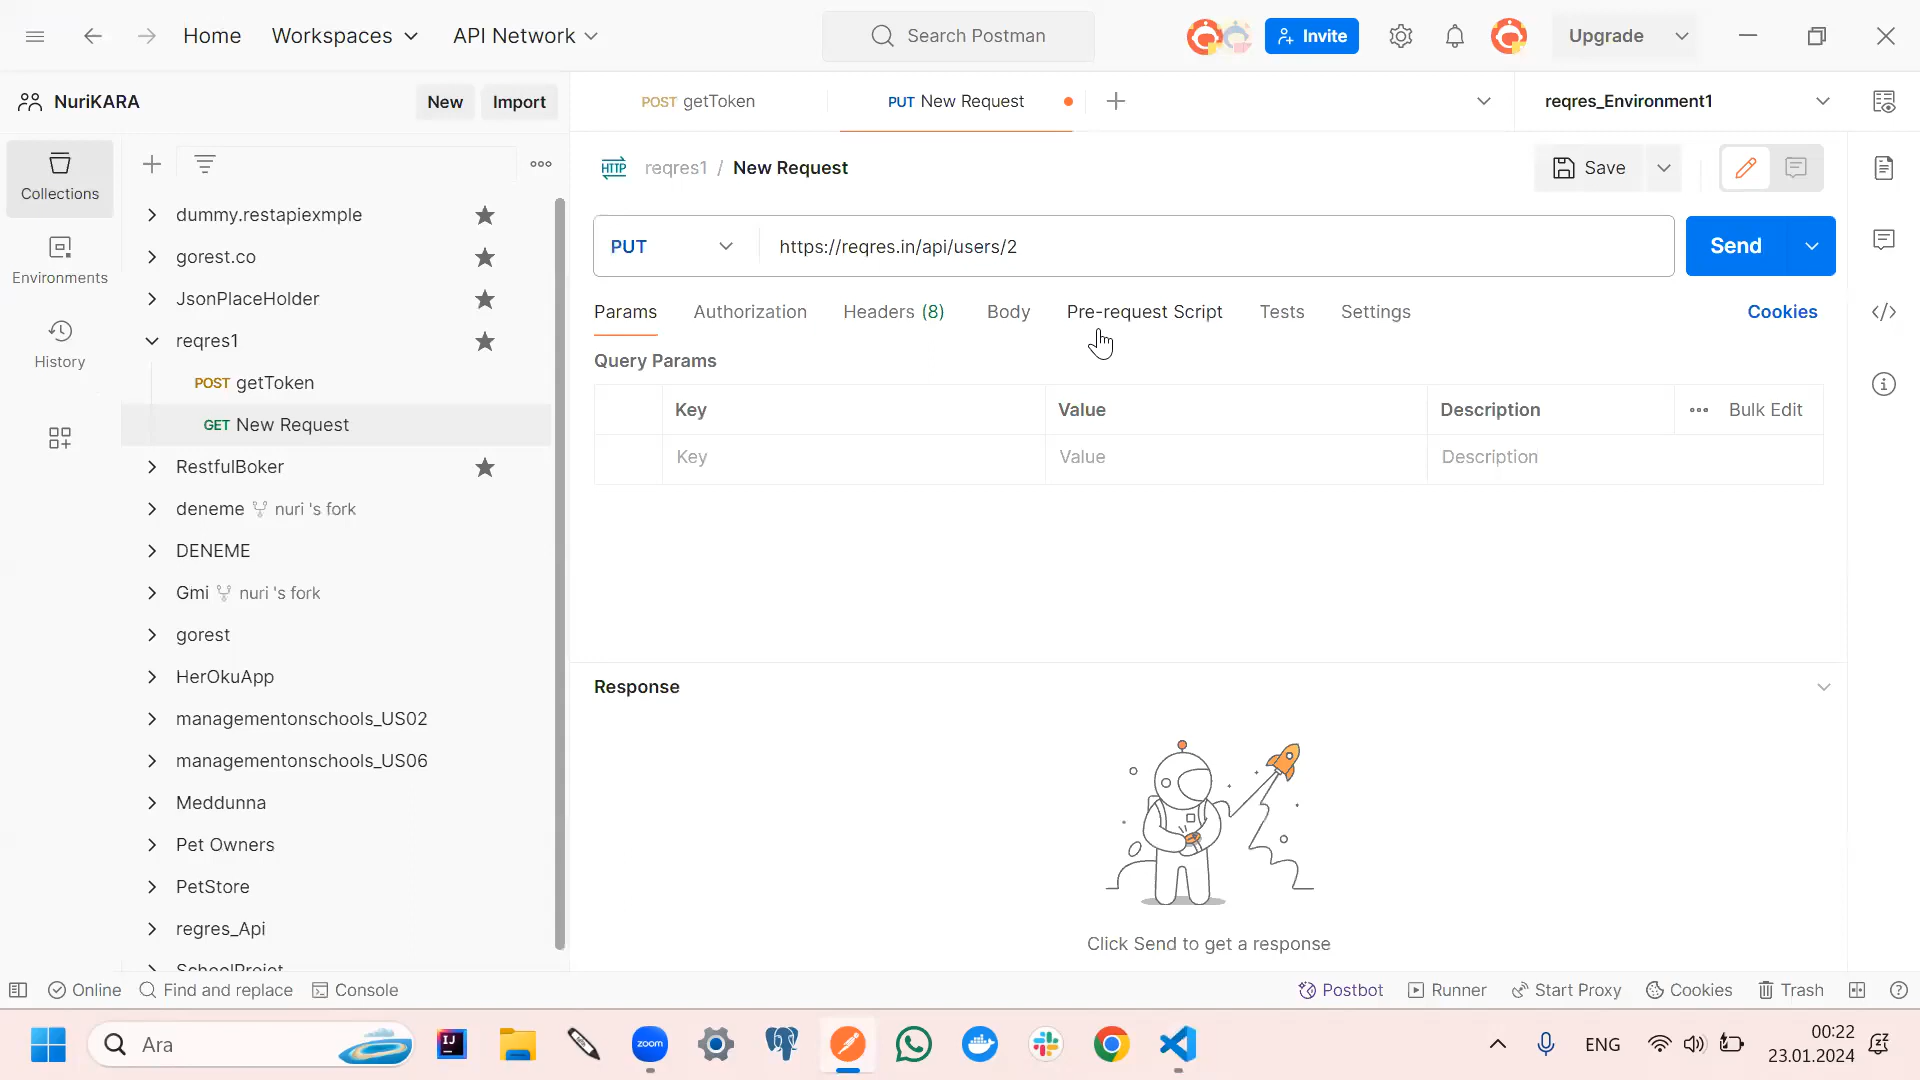 Home
Workspaces
API Network
Search Postman
Invite
Upgrade
NuriKARA
New
Import
POST getToken
PUT New Request
reqres_Environment1
Collections
Environments
History
dummy.restapiexmple
gorest.co
JsonPlaceHolder
reqres1
POST getToken
GET New Request
RestfulBoker
deneme nuri 's fork
DENEME
Gmi nuri 's fork
gorest
HerOkuApp
managementonschools_US02
managementonschools_US06
Meddunna
Pet Owners
PetStore
regres_Api
SchoolProjet
HTTP reqres1 / New Request
Save
PUT
https://reqres.in/api/users/2
Send
Params
Authorization
Headers (8)
Body
Pre-request Script
Tests
Settings
Cookies
Query Params
Key
Value
Description
Bulk Edit
Key
Value
Description
Response
Click Send to get a response
Online
Find and replace
Console
Postbot
Runner
Start Proxy
Cookies
Trash
Ara
IJ
zoom
ENG
00:22
23.01.2024